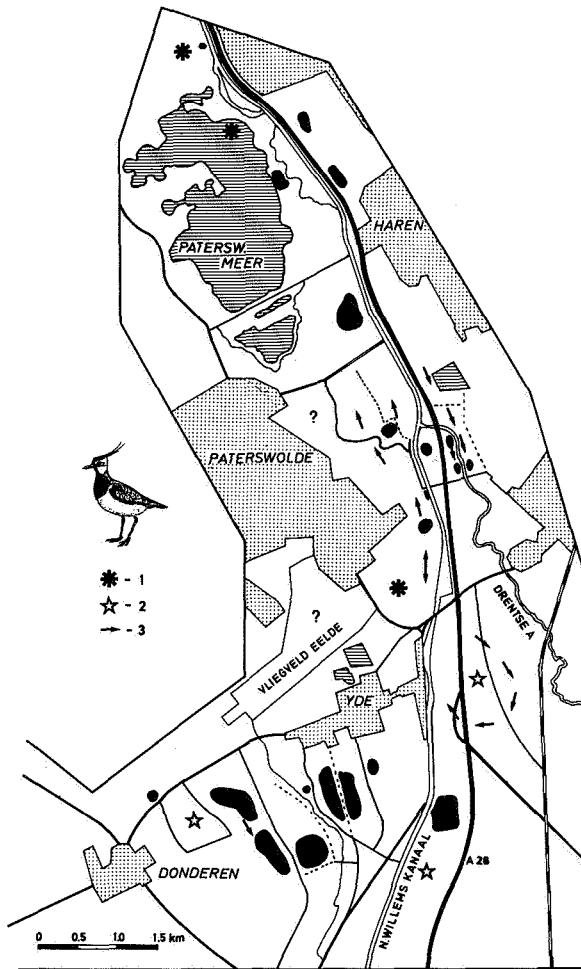 HAREN
PATERSW.
MEER
?
PATERSWOLDE
- 1
- 2
- 3
?
VLIEGVELD EELDE
DRENTSE A
YDE
DONDEREN
N.WILLEMS KANAAL
A 28
0 0.5 1.0 1.5 km